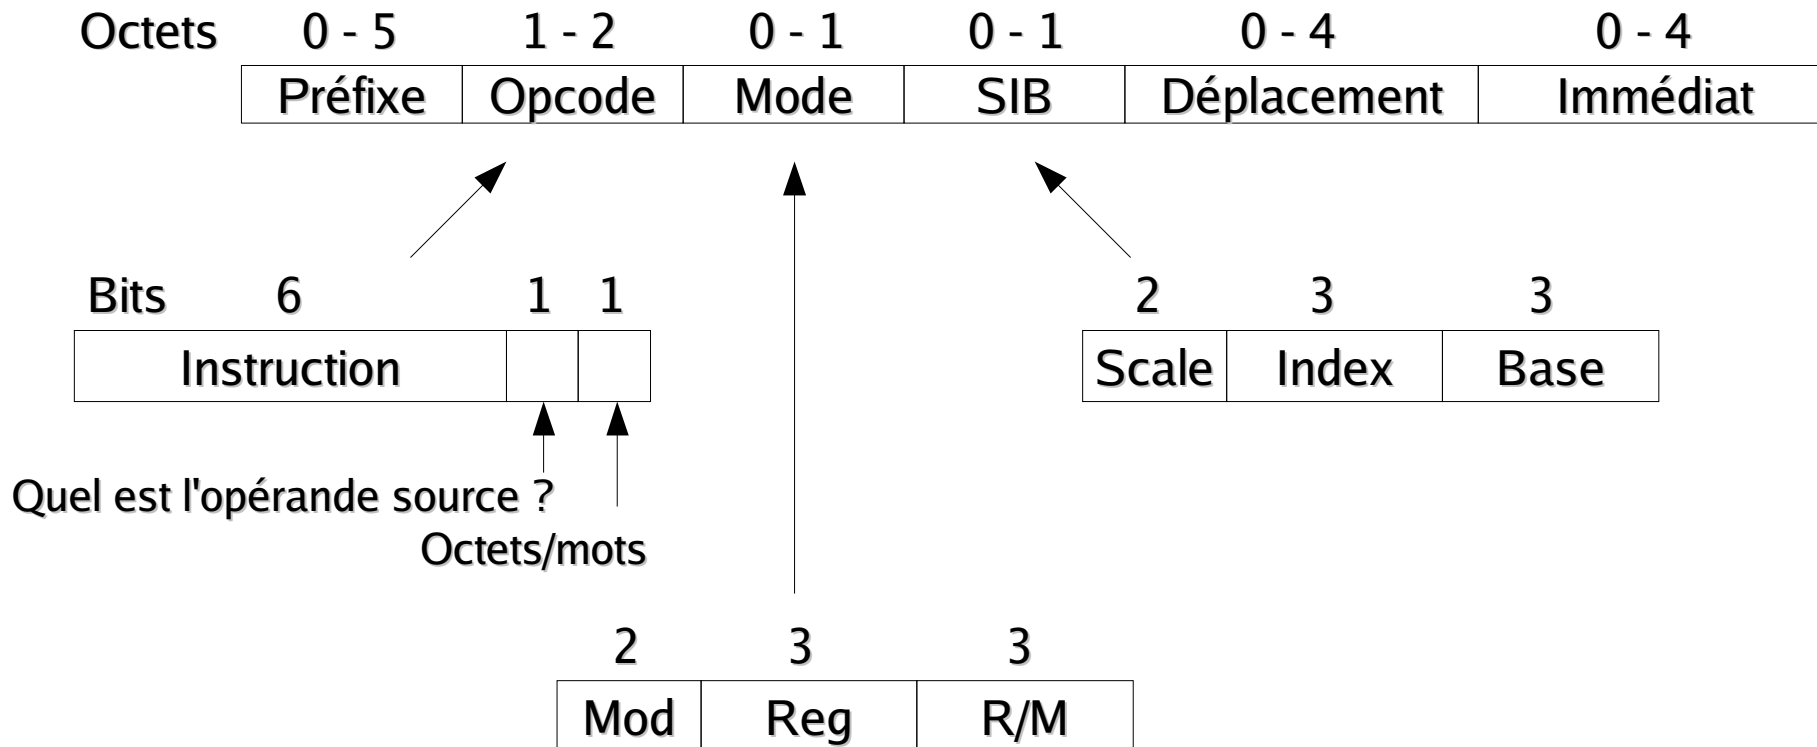 Octets 0 - 5 1 - 2 0 - 1 0 - 1 0 - 4 0 - 4
Préfixe Opcode Mode SIB Déplacement Immédiat
Bits 6 1 1 2 3 3
Instruction Scale Index Base
Quel est l'opérande source ?
Octets/mots
2 3 3
Mod Reg R/M